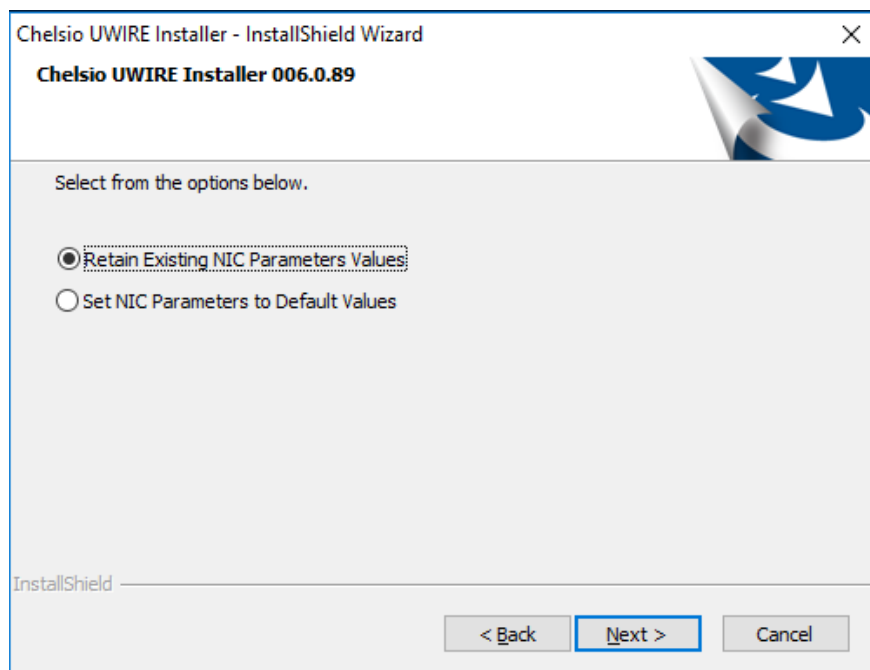 Chelsio UWIRE Installer - InstallShield Wizard
Chelsio UWIRE Installer 006.0.89
Select from the options below.
Retain Existing NIC Parameters Values
Set NIC Parameters to Default Values
InstallShield
< Back Next > Cancel